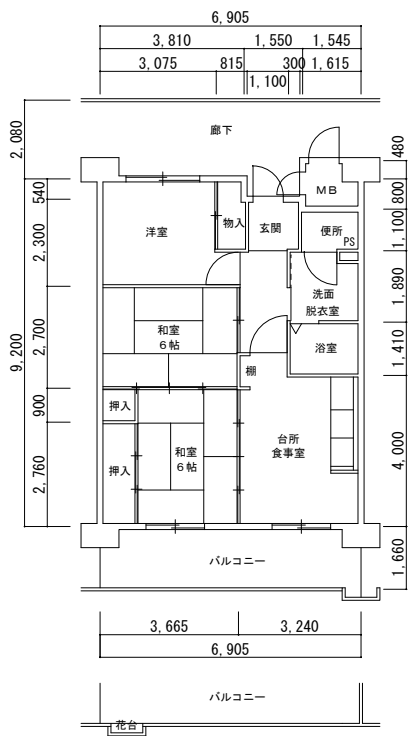 6,905
3,810 1,550 1,545
3,075 815 300 1,615
1,100
2,080
廊下
480
540
MB
800
物入
玄関
便所
1,100
洋室
PS
2,300
洗面
脱衣室
1,890
和室
6帖
2,700
浴室
1,410
9,200
棚
押入
900
台所
食事室
和室
6帖
4,000
押入
2,760
バルコニー
1,660
3,665 3,240
6,905
バルコニー
花台